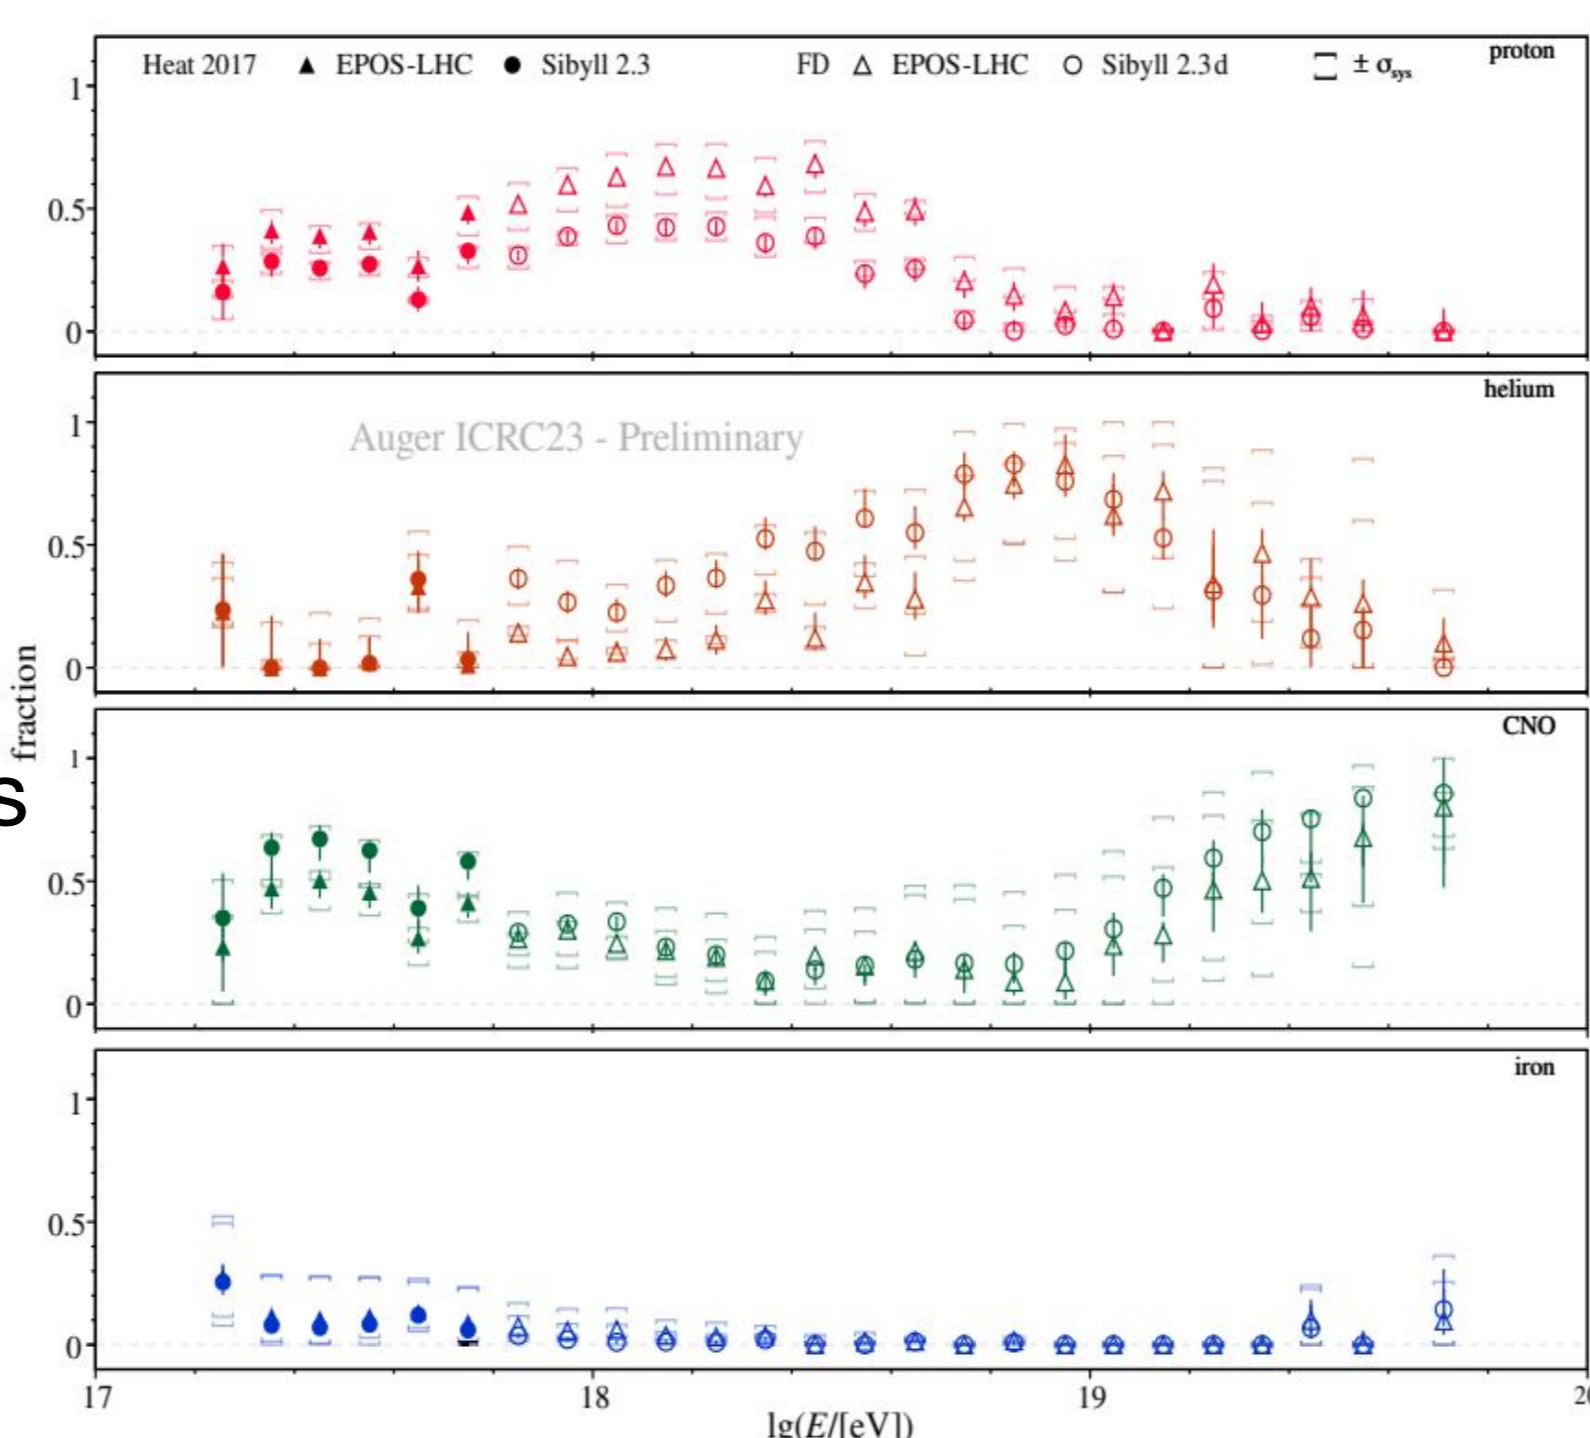 Heat 2017 ▲ EPOS-LHC ● Sibyll 2.3 FD △ EPOS-LHC ○ Sibyll 2.3d ± σsys
proton
1
0.5
0
helium
Auger ICRC23 - Preliminary
1
0.5
0
fraction
s
CNO
1
0.5
0
iron
1
0.5
0
17 18 19
lg(E/[eV])